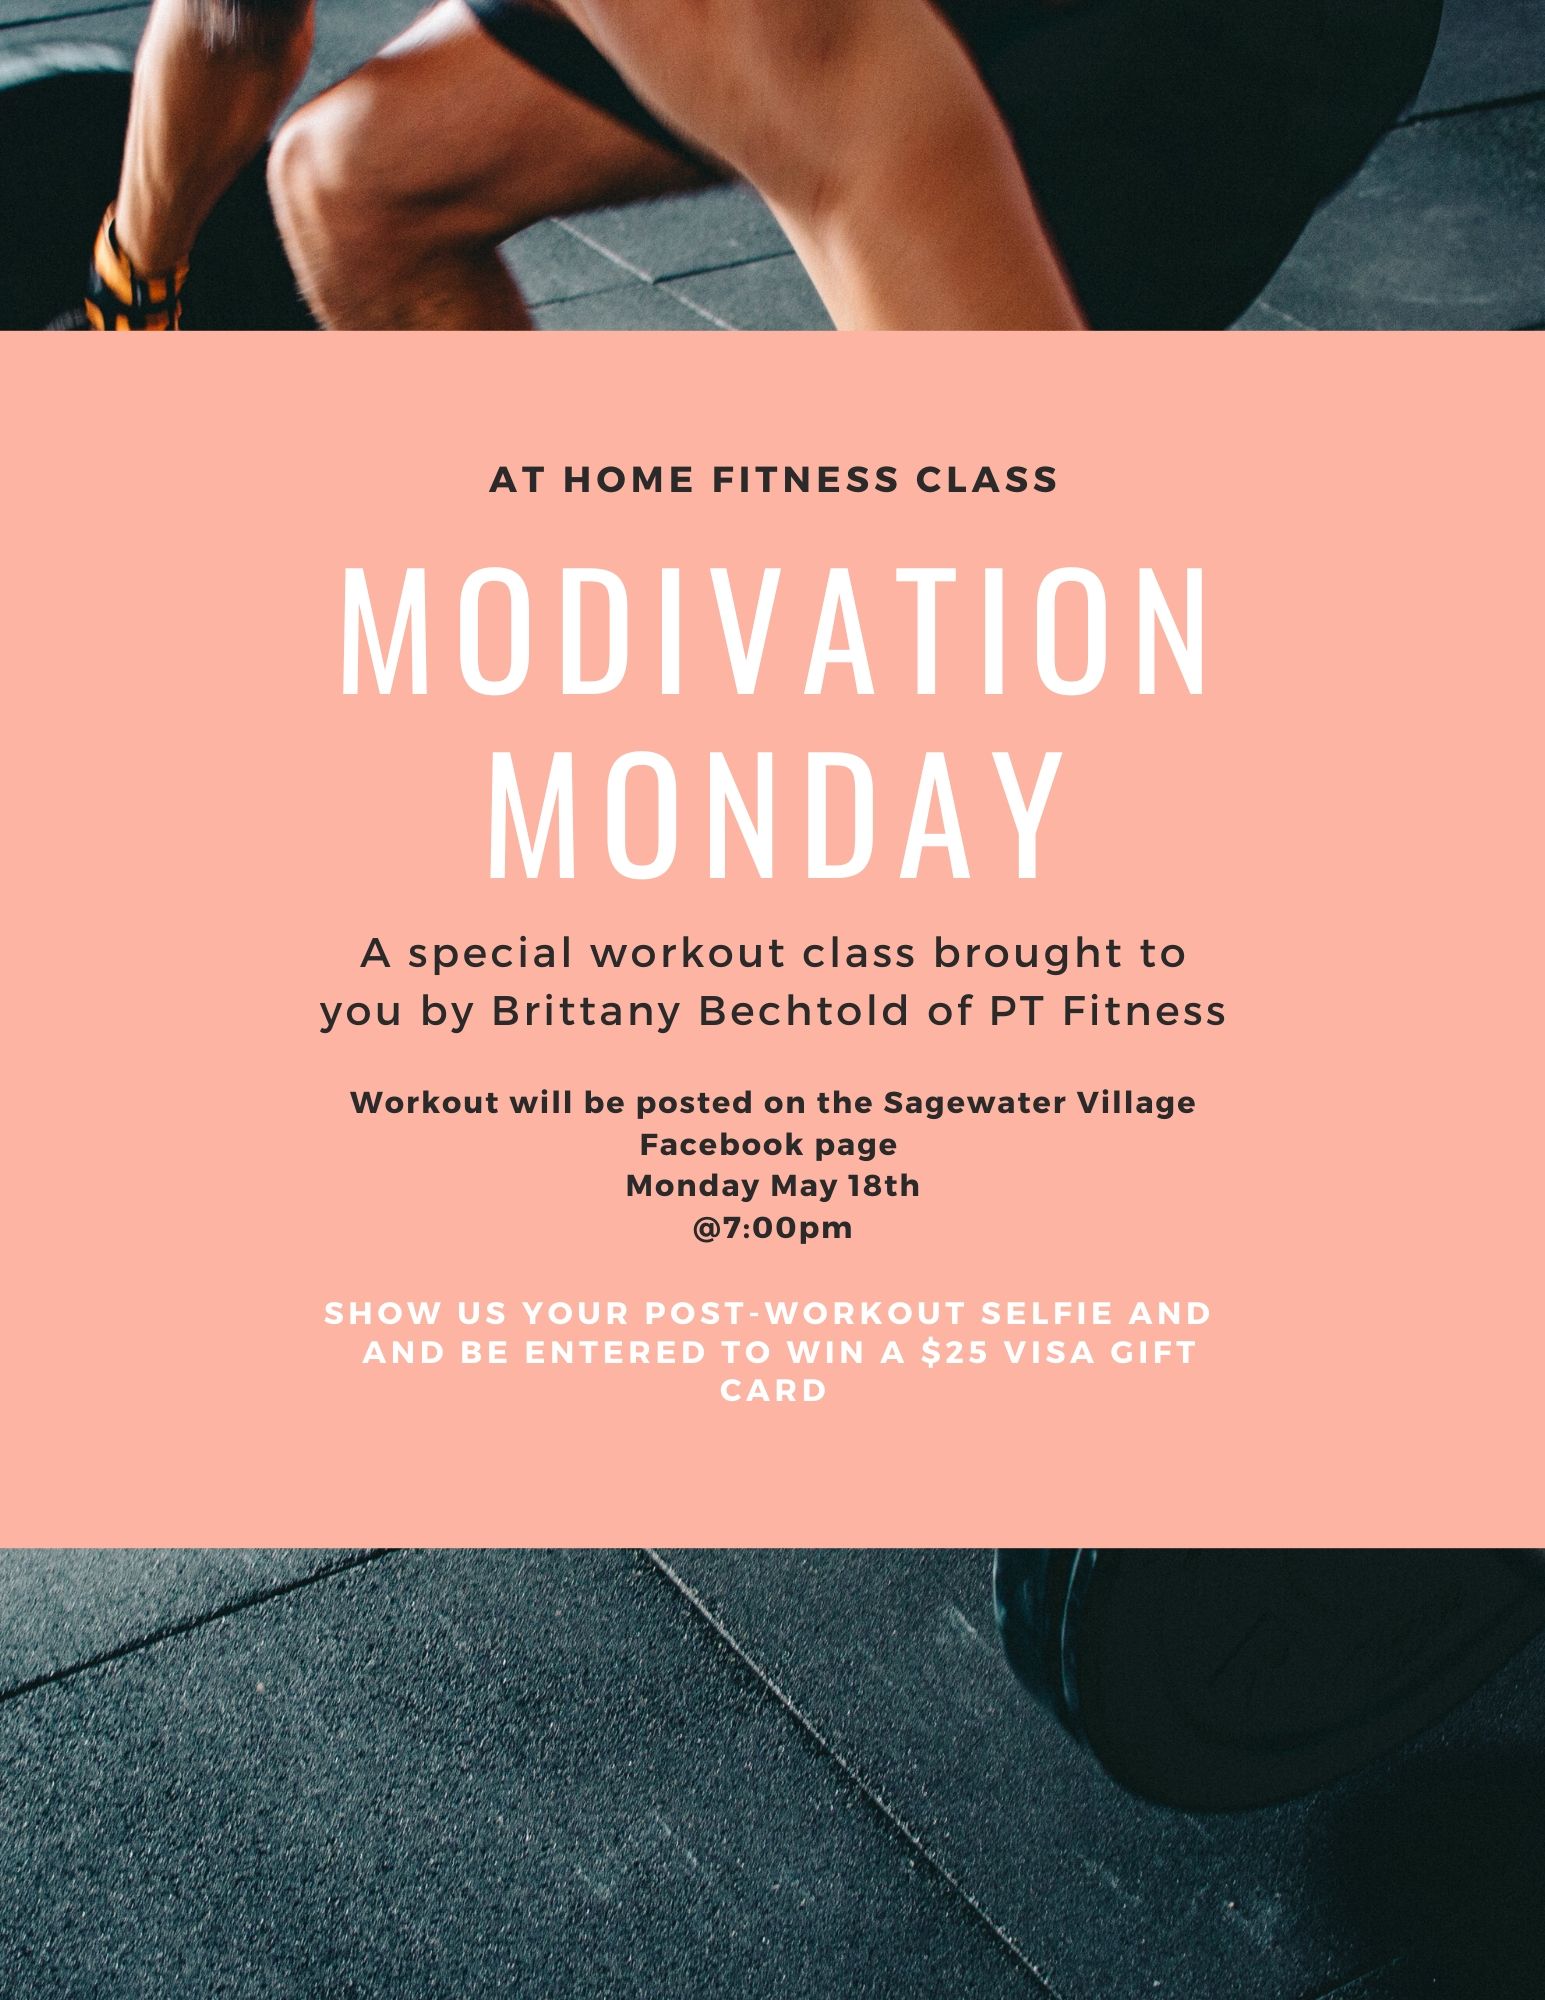 AT HOME FITNESS CLASS
MODIVATION
MONDAY
A special workout class brought to
you by Brittany Bechtold of PT Fitness
Workout will be posted on the Sagewater Village
Facebook page
Monday May 18th
@7:00pm
SHOW US YOUR POST-WORKOUT SELFIE AND
AND BE ENTERED TO WIN A $25 VISA GIFT
CARD